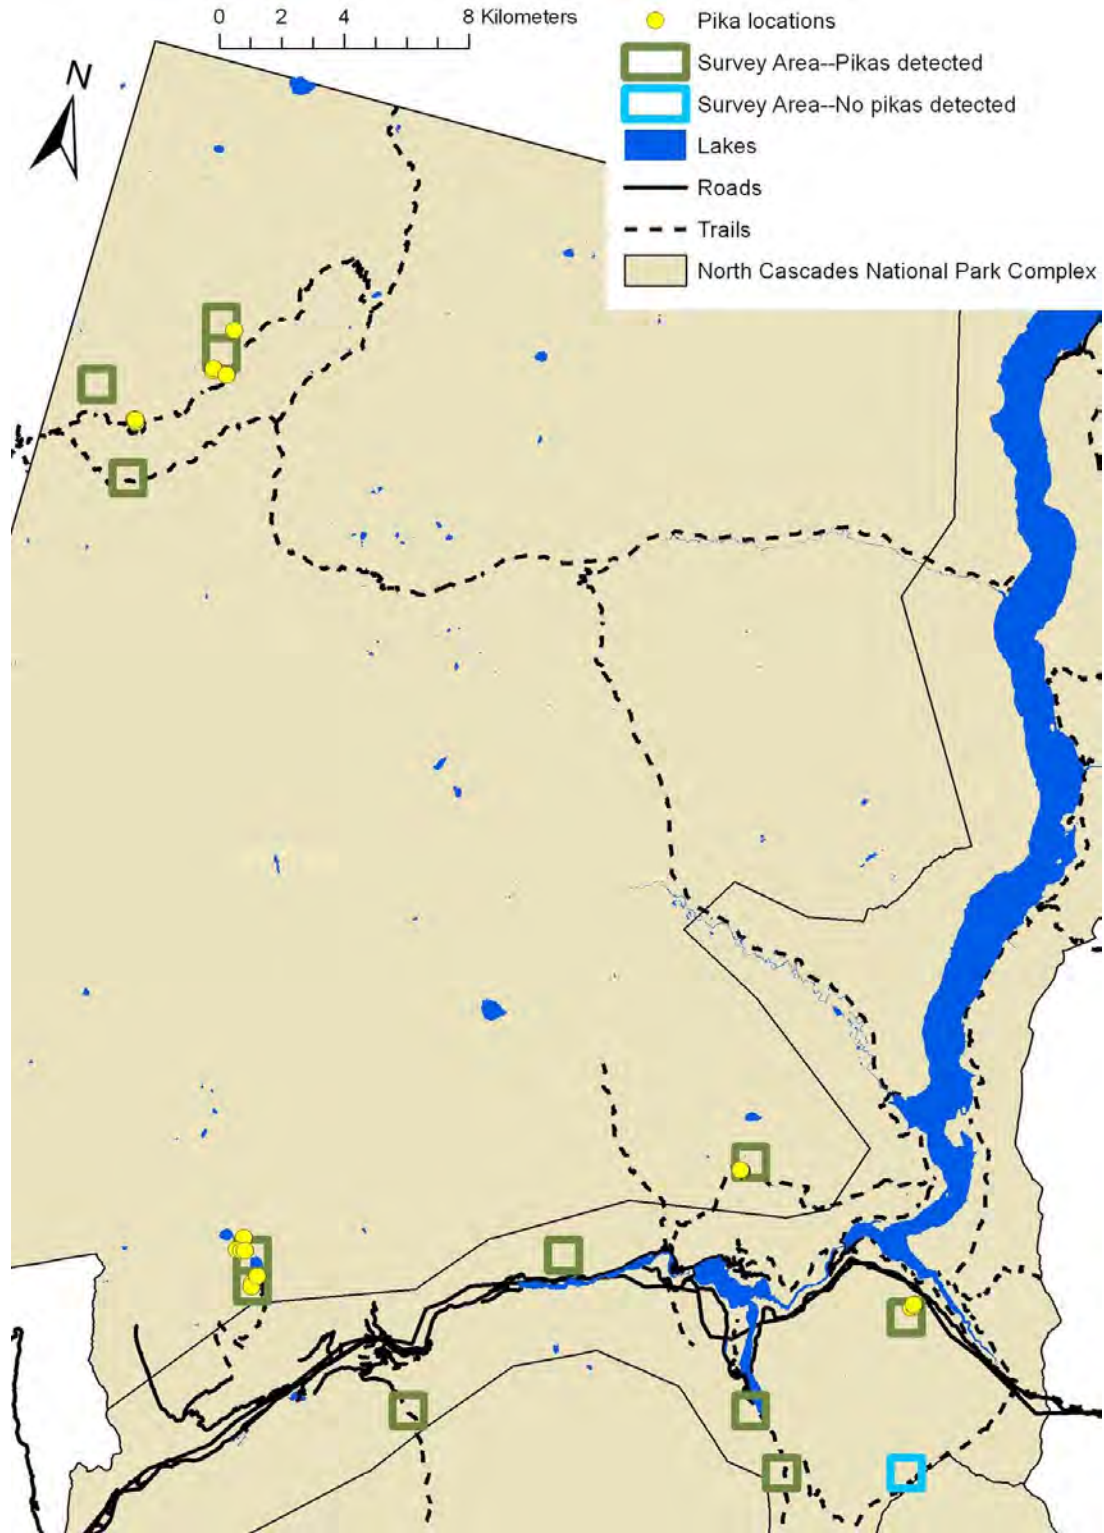 0 2 4 8 Kilometers
N
Pika locations
Survey Area--Pikas detected
Survey Area--No pikas detected
Lakes
Roads
Trails
North Cascades National Park Complex